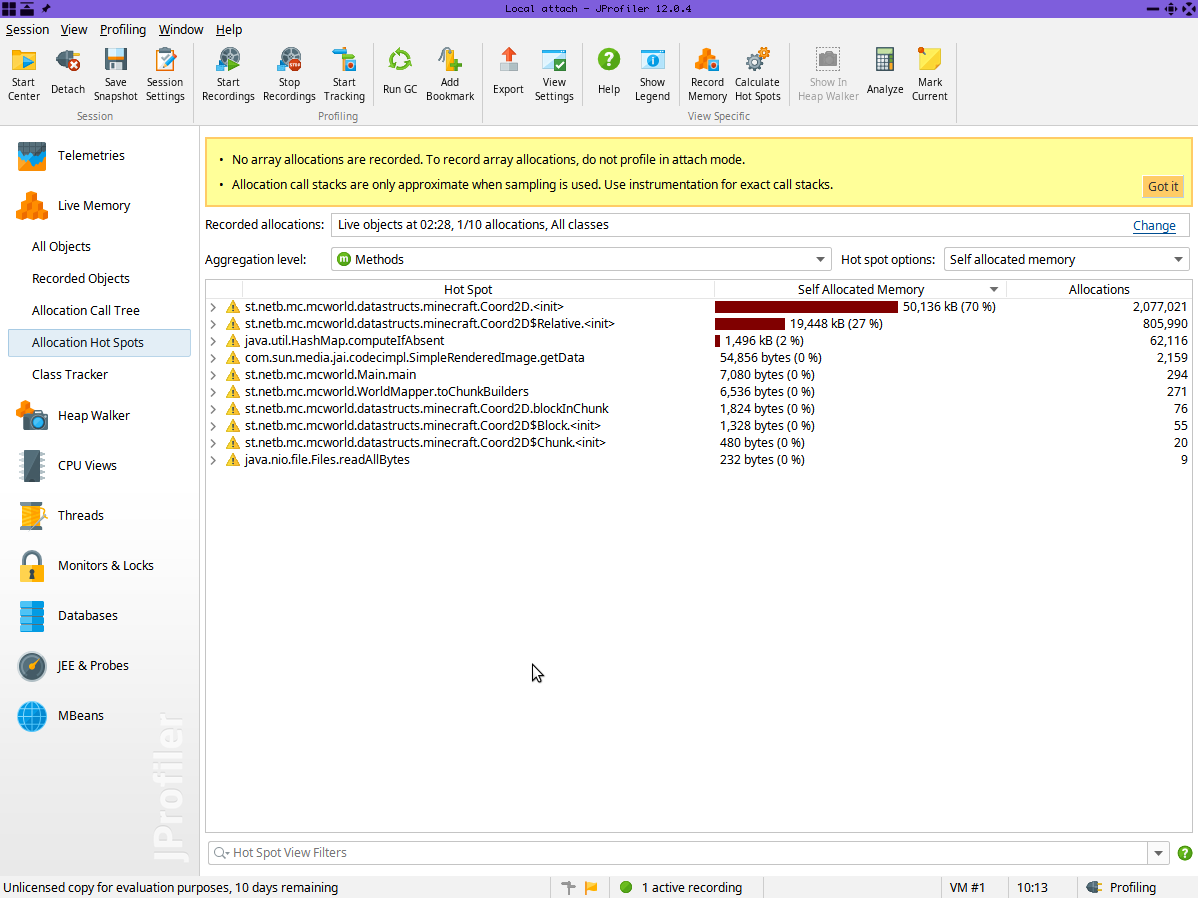 Local attach - JProfiler 12.0.4
Session View Profiling Window Help
Start Center
Detach
Save Snapshot
Session Settings
Start Recordings
Stop Recordings
Start Tracking
Run GC
Add Bookmark
Export
View Settings
Help
Show Legend
Record Memory
Calculate Hot Spots
Show In Heap Walker
Analyze
Mark Current
Session
Profiling
View Specific
Telemetries
Live Memory
All Objects
Recorded Objects
Allocation Call Tree
Allocation Hot Spots
Class Tracker
Heap Walker
CPU Views
Threads
Monitors & Locks
Databases
JEE & Probes
MBeans
JProfiler
• No array allocations are recorded. To record array allocations, do not profile in attach mode.
• Allocation call stacks are only approximate when sampling is used. Use instrumentation for exact call stacks.
Got it
Recorded allocations: Live objects at 02:28, 1/10 allocations, All classes Change
Aggregation level: m Methods Hot spot options: Self allocated memory
Hot Spot Self Allocated Memory Allocations
st.netb.mc.mcworld.datastructs.minecraft.Coord2D.<init> 50,136 kB (70 %) 2,077,021
st.netb.mc.mcworld.datastructs.minecraft.Coord2D$Relative.<init> 19,448 kB (27 %) 805,990
java.util.HashMap.computeIfAbsent 1,496 kB (2 %) 62,116
com.sun.media.jai.codecimpl.SimpleRenderedImage.getData 54,856 bytes (0 %) 2,159
st.netb.mc.mcworld.Main.main 7,080 bytes (0 %) 294
st.netb.mc.mcworld.WorldMapper.toChunkBuilders 6,536 bytes (0 %) 271
st.netb.mc.mcworld.datastructs.minecraft.Coord2D.blockInChunk 1,824 bytes (0 %) 76
st.netb.mc.mcworld.datastructs.minecraft.Coord2D$Block.<init> 1,328 bytes (0 %) 55
st.netb.mc.mcworld.datastructs.minecraft.Coord2D$Chunk.<init> 480 bytes (0 %) 20
java.nio.file.Files.readAllBytes 232 bytes (0 %) 9
Hot Spot View Filters
Unlicensed copy for evaluation purposes, 10 days remaining 1 active recording VM #1 10:13 Profiling